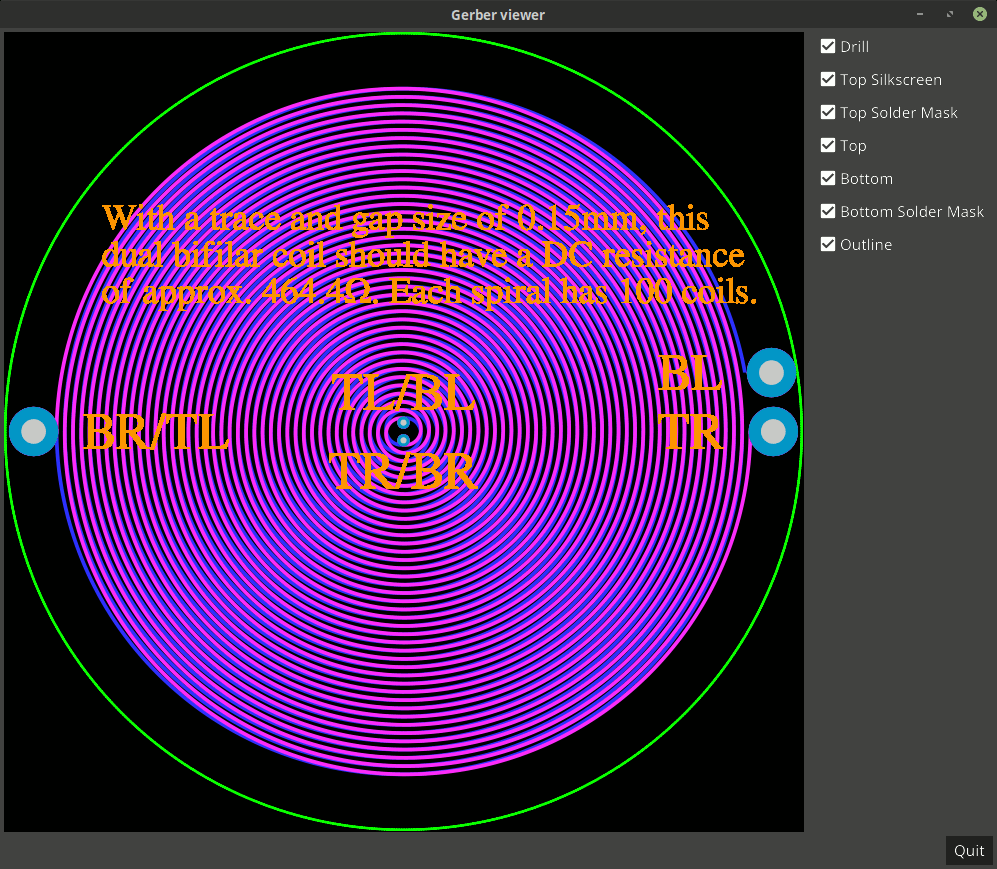 Gerber viewer
Drill
Top Silkscreen
Top Solder Mask
Top
Bottom
Bottom Solder Mask
Outline
With a trace and gap size of 0.15mm, this
dual bifilar coil should have a DC resistance
of approx. 464.4Ω. Each spiral has 100 coils.
BL
TL/BL
BR/TL
TR
TR/BR
Quit